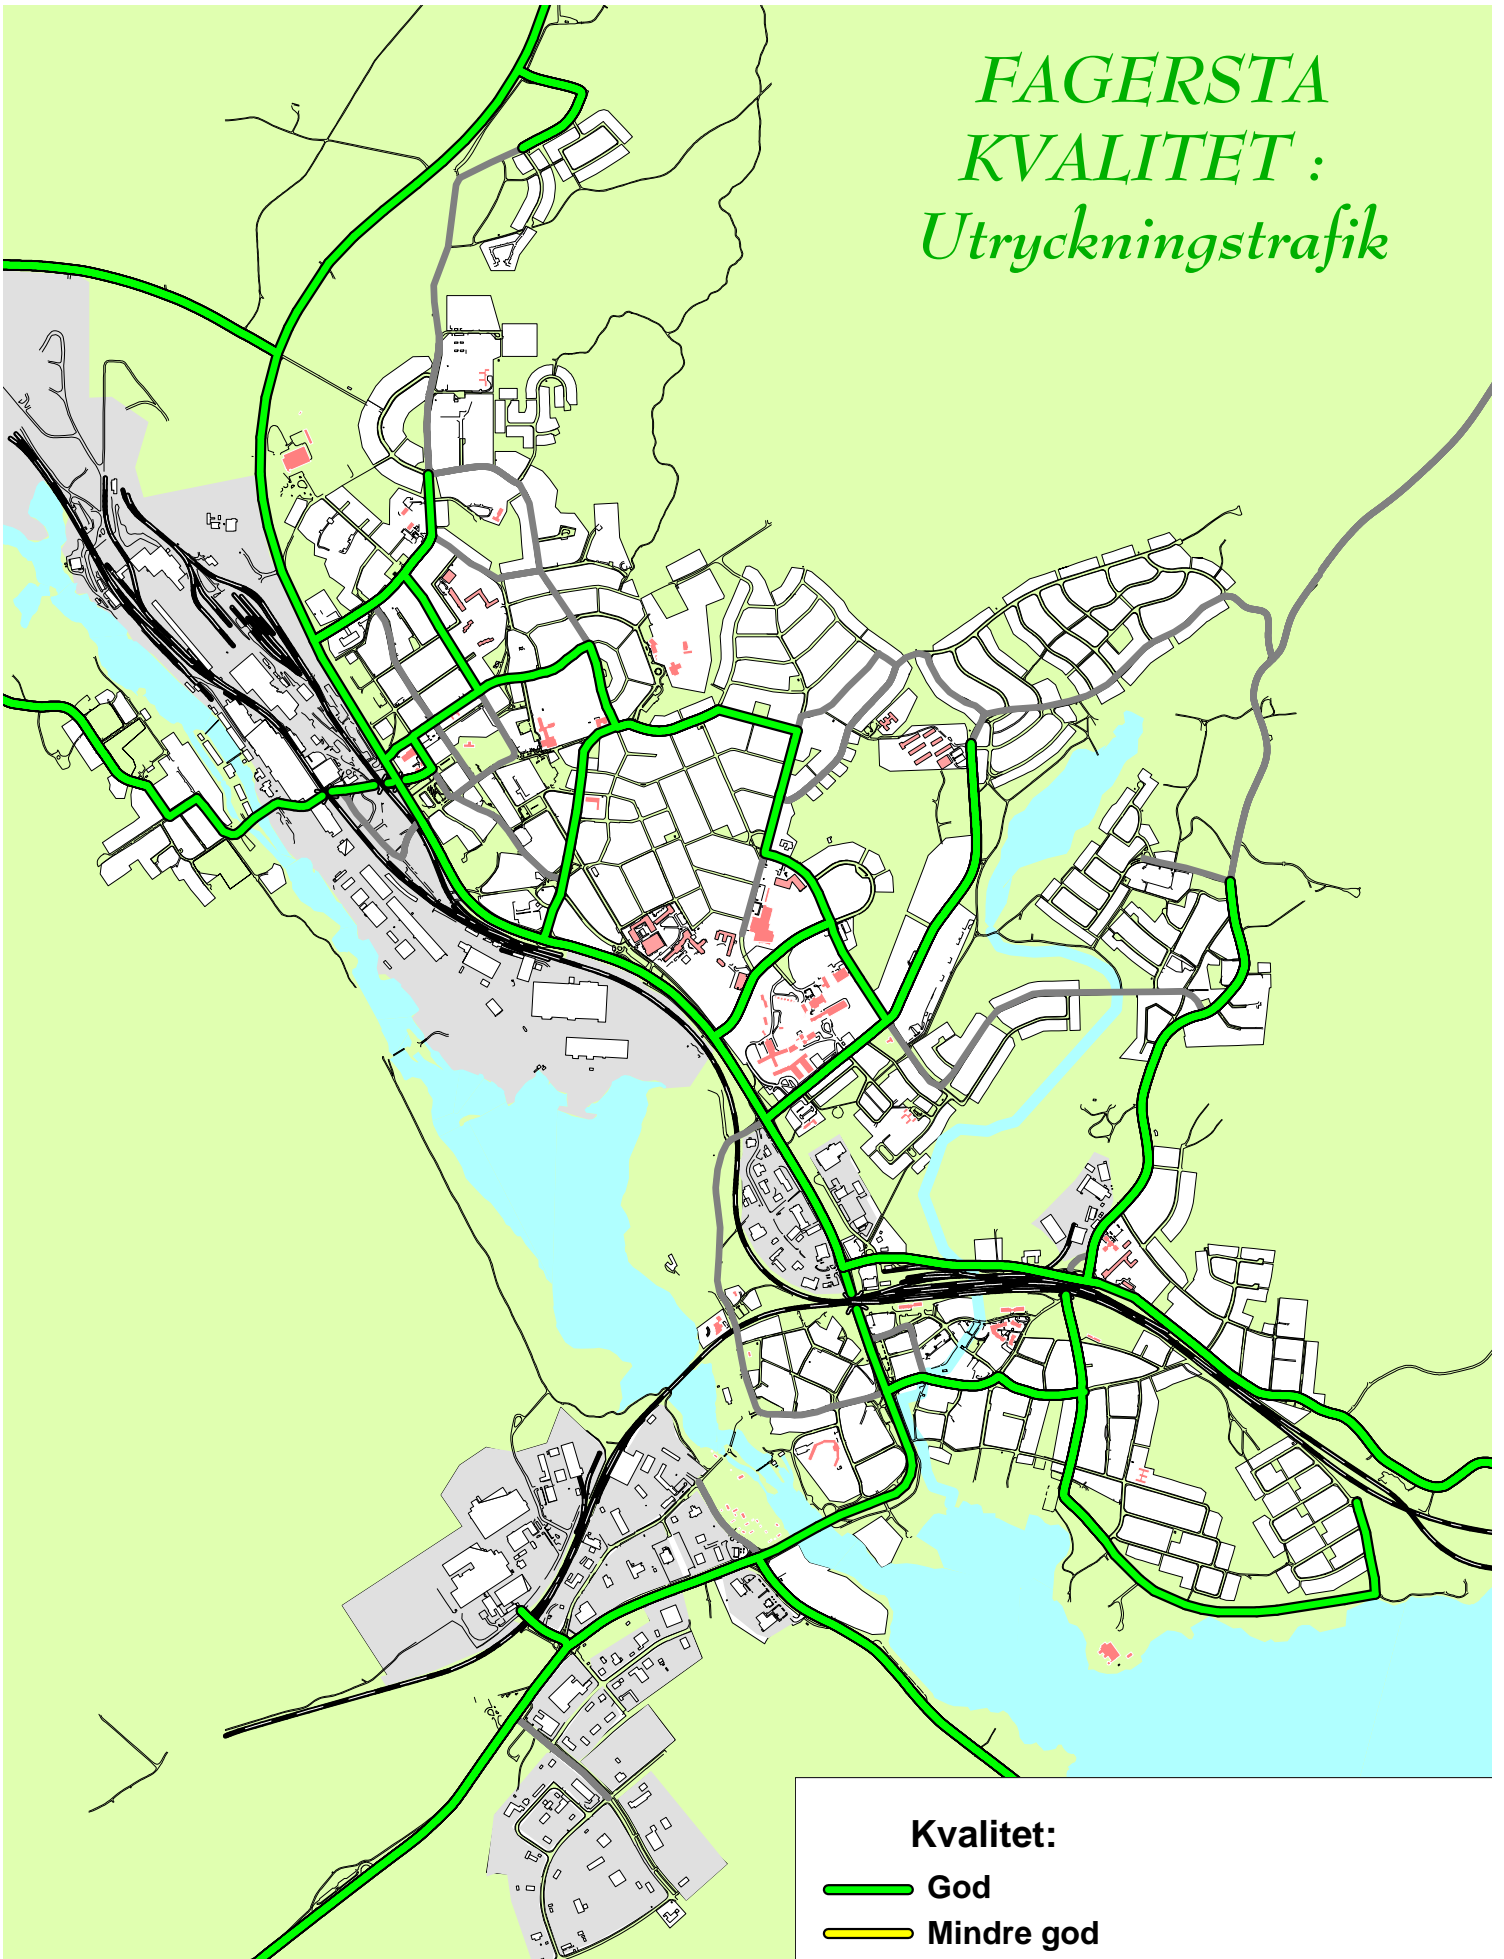 FAGERSTA
KVALITET :
Utryckningstrafik
Kvalitet:
God
Mindre god